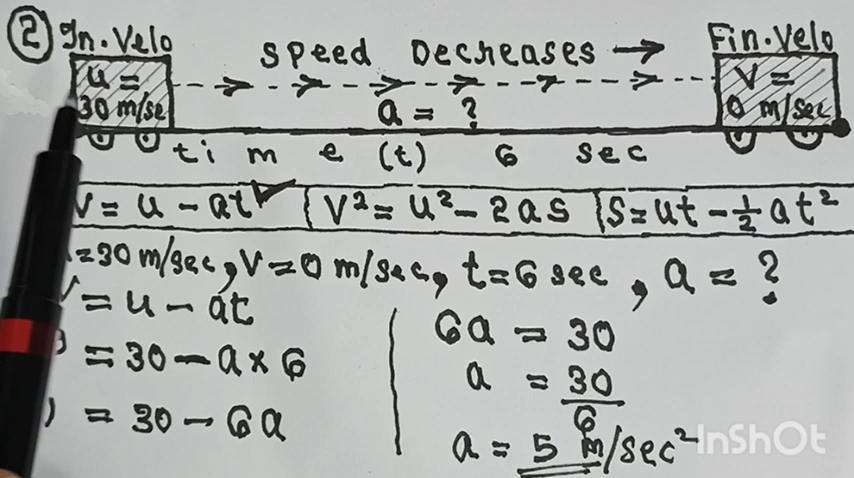 ② In. Velo
SPEED DECREASES →
Fin. Velo
u =
30 m/sec
a = ?
V =
0 m/sec
time (t) 6 sec
V = u - at ✓
V² = u² - 2as
S = ut - ½ at²
=30 m/sec, V=0 m/sec, t=6 sec, a = ?
V = u - at
= 30 - a × 6
= 30 - 6a
6a = 30
a = 30/6
a = 5 m/sec²
InShOt